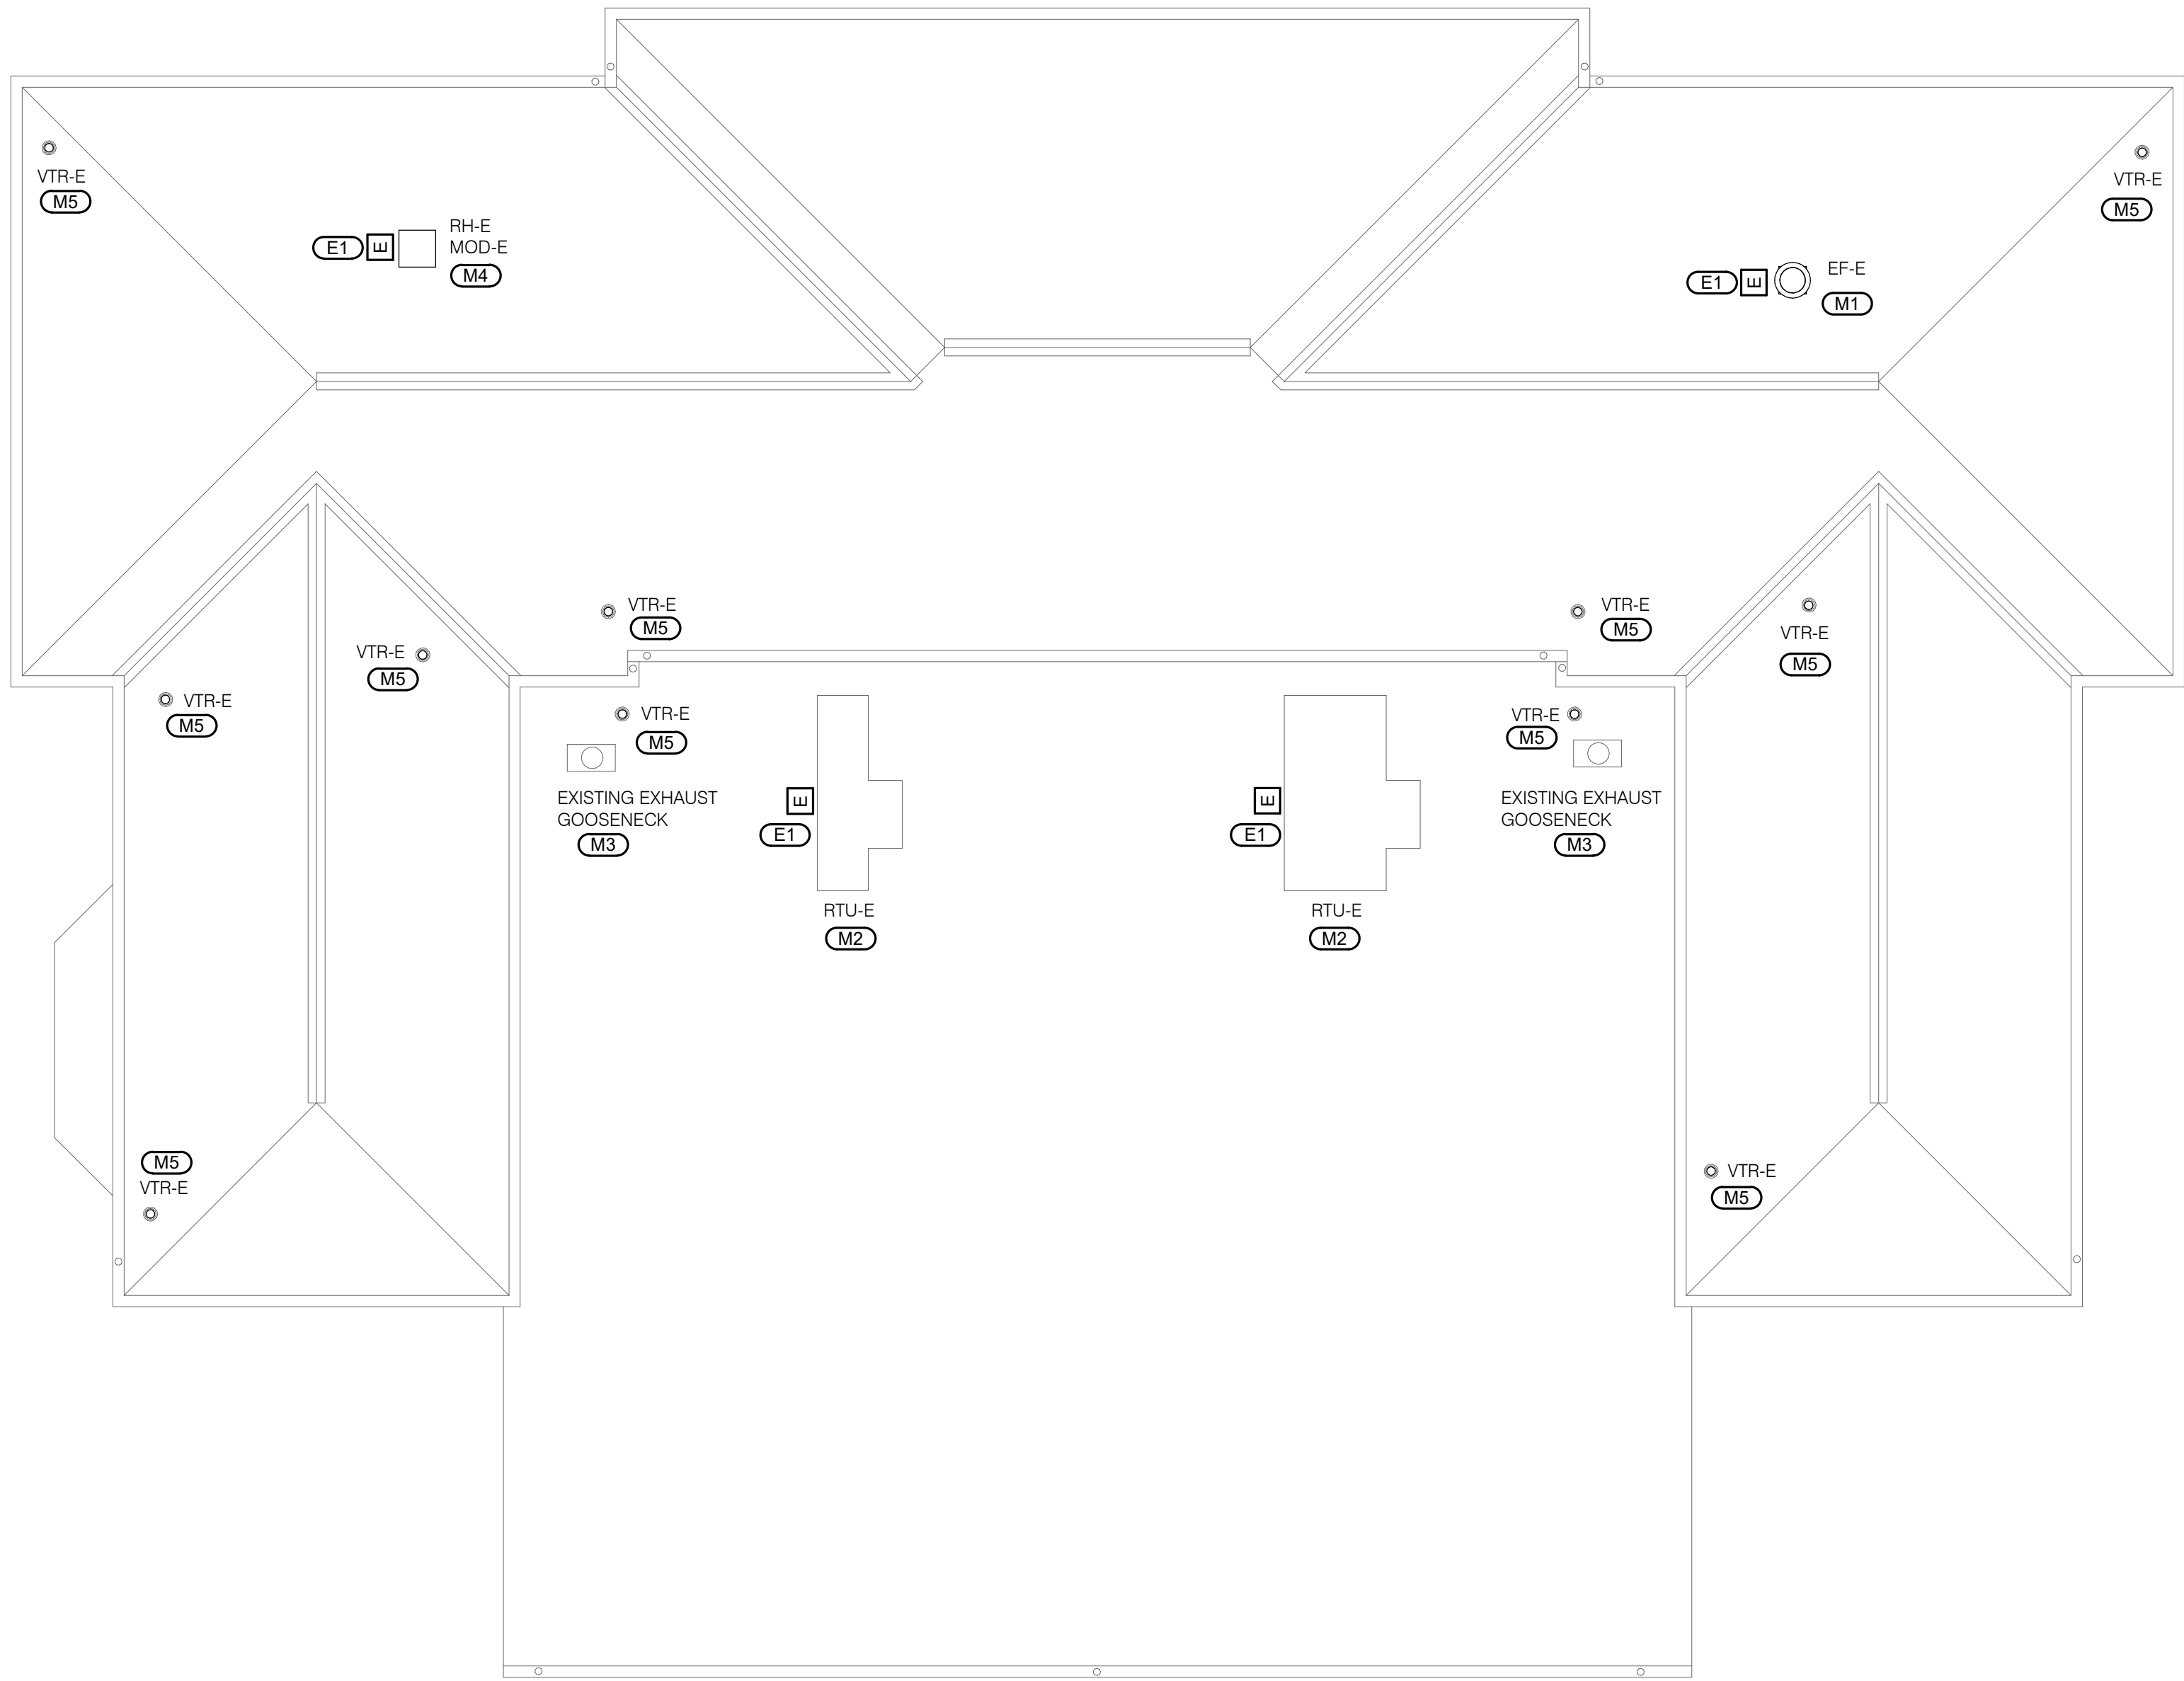 VTR-E
M5
VTR-E
M5
RH-E
E1 E MOD-E
M4
EF-E
E1 E
M1
VTR-E
M5
VTR-E
M5
VTR-E
M5
VTR-E
M5
VTR-E
M5
VTR-E
M5
VTR-E
M5
EXISTING EXHAUST
GOOSENECK
M3
E
E1
E
E1
EXISTING EXHAUST
GOOSENECK
M3
RTU-E
M2
RTU-E
M2
M5
VTR-E
VTR-E
M5